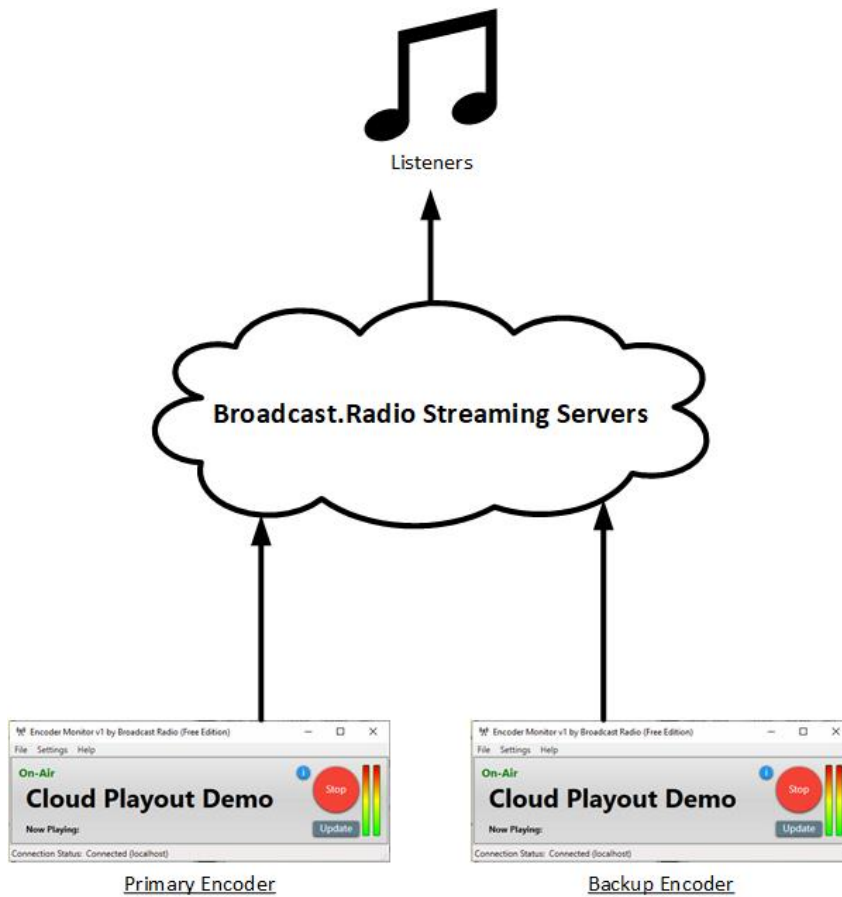 Listeners
Broadcast.Radio Streaming Servers
Encoder Monitor v1 by Broadcast Radio (Free Edition)
File Settings Help
On-Air
i
Stop
Cloud Playout Demo
Now Playing:
Update
Connection Status: Connected (localhost)
Primary Encoder
Encoder Monitor v1 by Broadcast Radio (Free Edition)
File Settings Help
On-Air
i
Stop
Cloud Playout Demo
Now Playing:
Update
Connection Status: Connected (localhost)
Backup Encoder